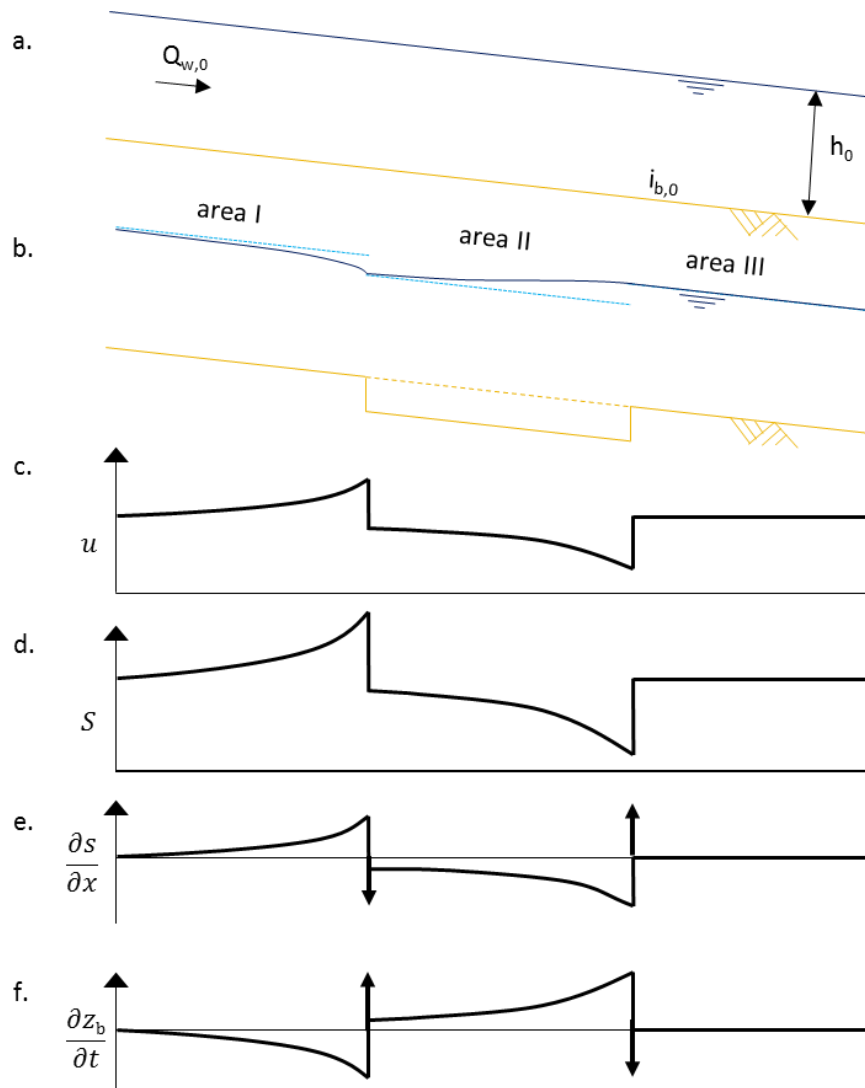 a.
Q_w,0
h_0
i_b,0
area I
area II
b.
area III
c.
u
d.
S
e.
∂s
∂x
f.
∂z_b
∂t